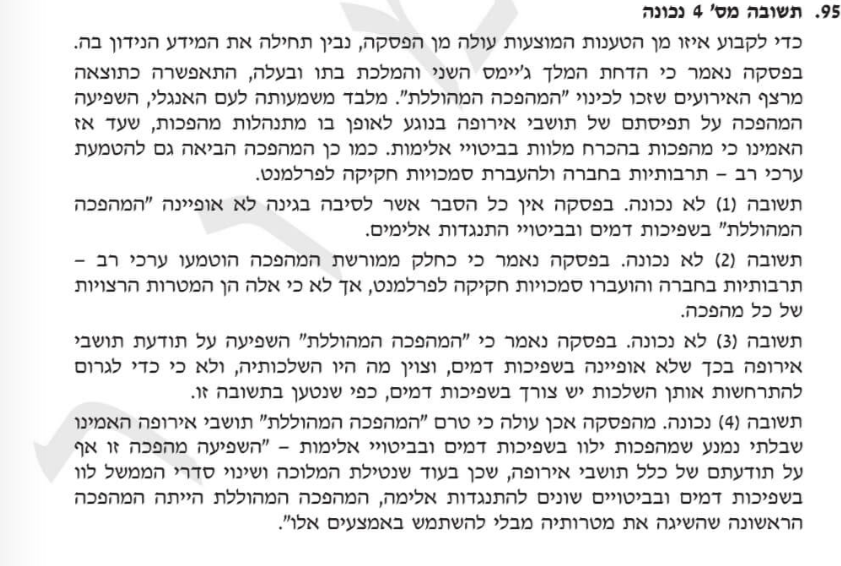 95. תשובה מס' 4 נכונה
כדי לקבוע איזו מן הטענות המוצעות עולה מן הפסקה, נבין תחילה את המידע הנידון בה.
בפסקה נאמר כי הדחת המלך ג'יימס השני והמלכת בתו ובעלה, התאפשרה כתוצאה
מרצף האירועים שזכו לכינוי "המהפכה המהוללת". מלבד משמעותה לעם האנגלי, השפיעה
המהפכה על תפיסתם של תושבי אירופה בנוגע לאופן בו מתנהלות מהפכות, שעד אז
האמינו כי מהפכות בהכרח מלוות בביטויי אלימות. כמו כן המהפכה הביאה גם להטמעת
ערכי רב – תרבותיות בחברה ולהעברת סמכויות חקיקה לפרלמנט.
תשובה (1) לא נכונה. בפסקה אין כל הסבר אשר לסיבה בגינה לא אופיינה "המהפכה
המהוללת" בשפיכות דמים ובביטויי התנגדות אלימים.
תשובה (2) לא נכונה. בפסקה נאמר כי כחלק ממורשת המהפכה הוטמעו ערכי רב –
תרבותיות בחברה והועברו סמכויות חקיקה לפרלמנט, אך לא כי אלה הן המטרות הרצויות
של כל מהפכה.
תשובה (3) לא נכונה. בפסקה נאמר כי "המהפכה המהוללת" השפיעה על תודעת תושבי
אירופה בכך שלא אופיינה בשפיכות דמים, וצוין מה היו השלכותיה, ולא כי כדי לגרום
להתרחשות אותן השלכות יש צורך בשפיכות דמים, כפי שנטען בתשובה זו.
תשובה (4) נכונה. מהפסקה אכן עולה כי טרם "המהפכה המהוללת" תושבי אירופה האמינו
שבלתי נמנע שמהפכות ילוו בשפיכות דמים ובביטויי אלימות – "השפיעה מהפכה זו אף
על תודעתם של כלל תושבי אירופה, שכן בעוד שנטילת המלוכה ושינוי סדרי הממשל לוו
בשפיכות דמים ובביטויים שונים להתנגדות אלימה, המהפכה המהוללת הייתה המהפכה
הראשונה שהשיגה את מטרותיה מבלי להשתמש באמצעים אלו".